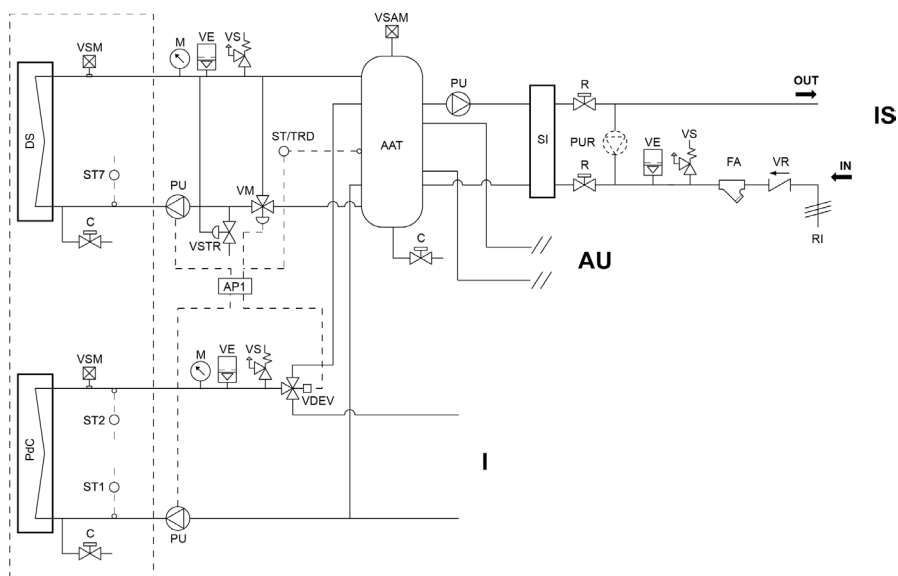 VSAM
VSM
M
VE
VS
PU
R
OUT
IS
DS
ST/TRD
AAT
SI
PUR
VE
VS
ST7
PU
VM
R
FA
VR
IN
C
VSTR
C
RI
AU
AP1
VSM
M
VE
VS
VDEV
PdC
ST2
I
ST1
C
PU